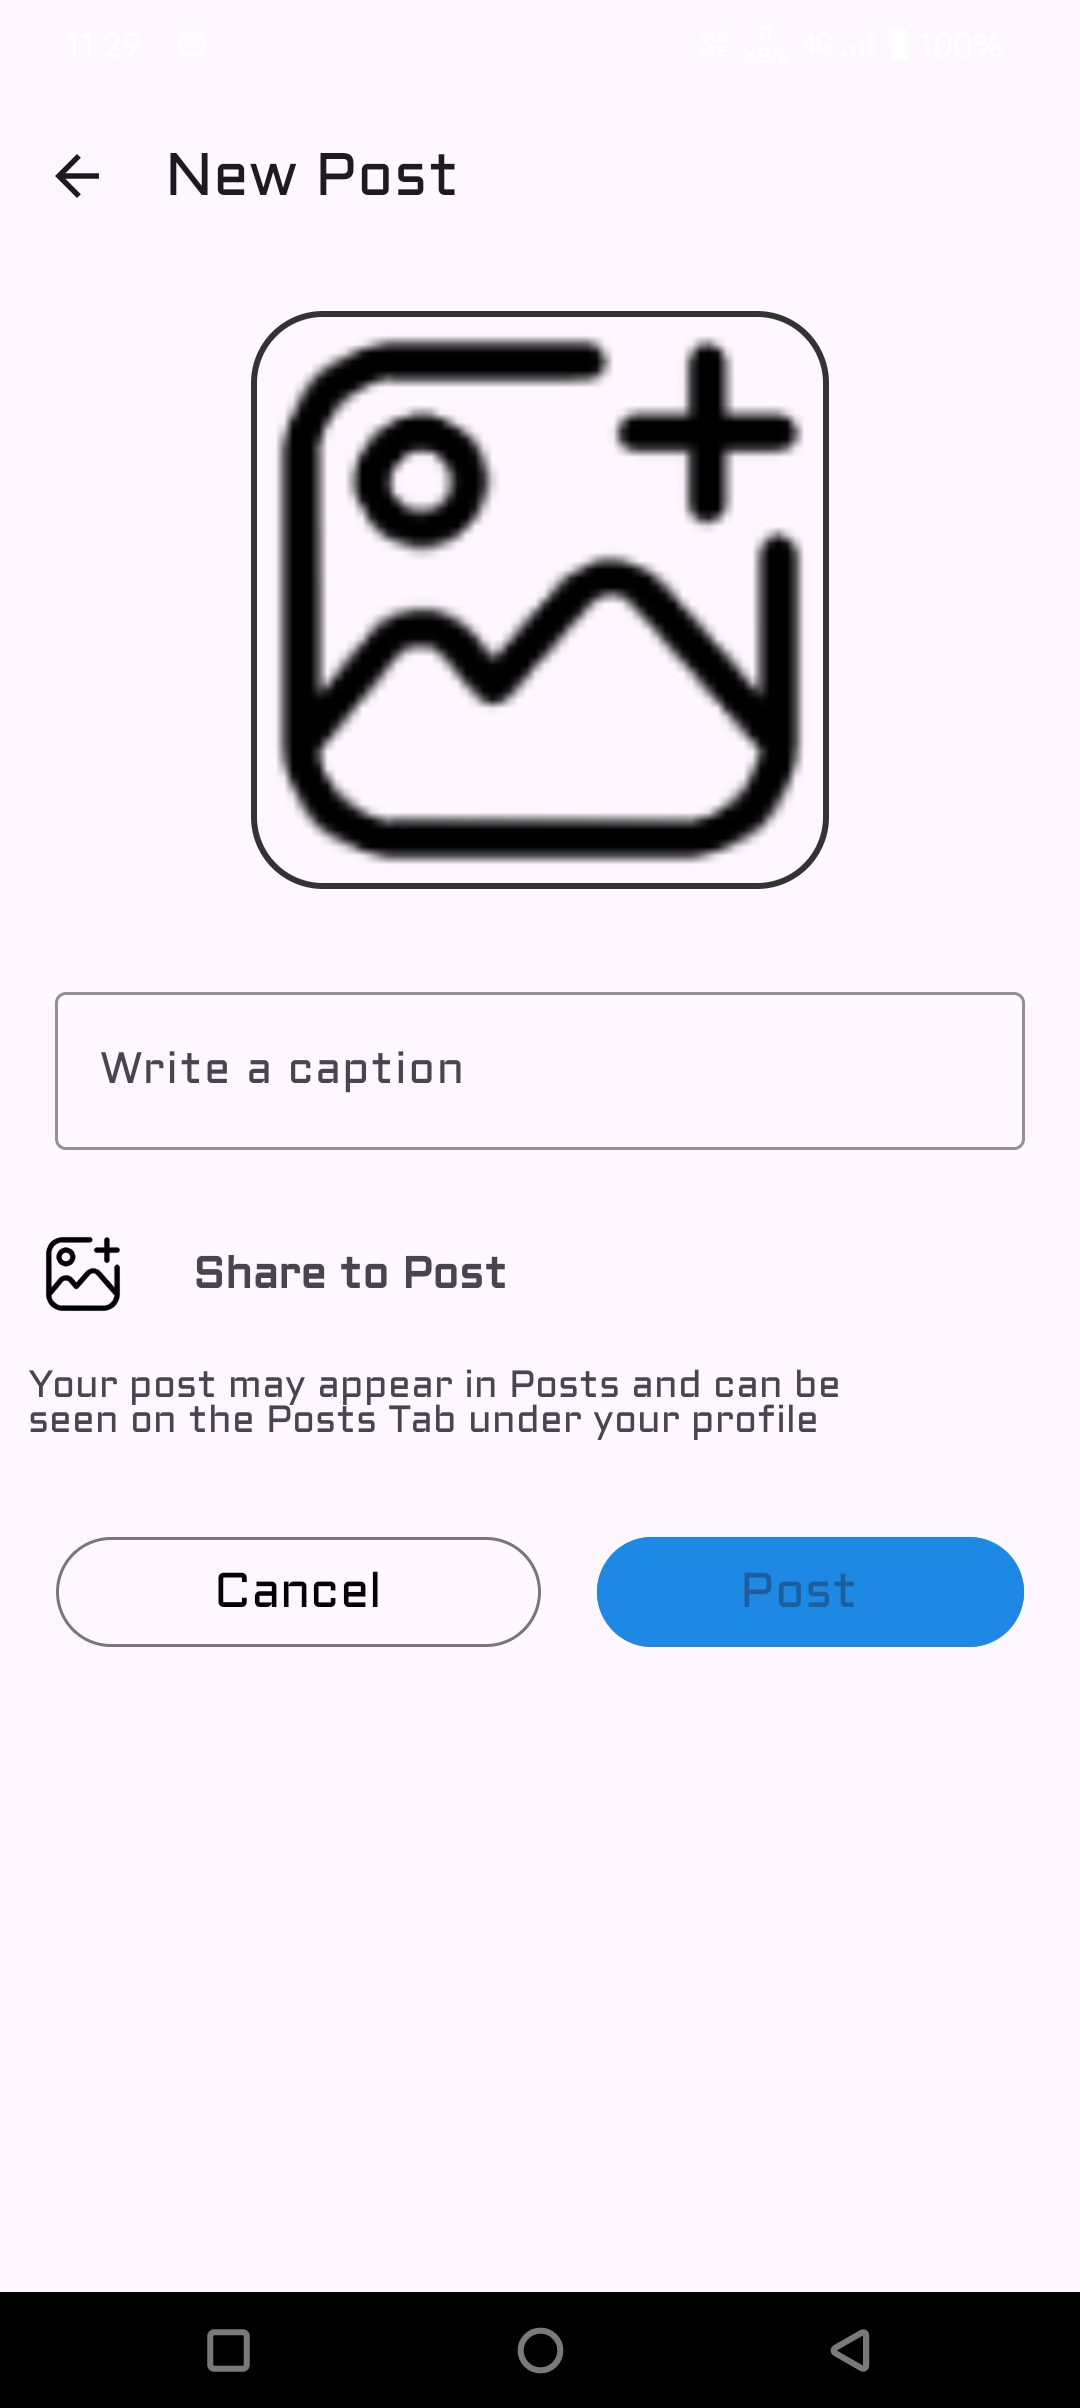 11:29 VoI LTE 0 KB/s 4G 100%
New Post
Write a caption
Share to Post
Your post may appear in Posts and can be
seen on the Posts Tab under your profile
Cancel Post